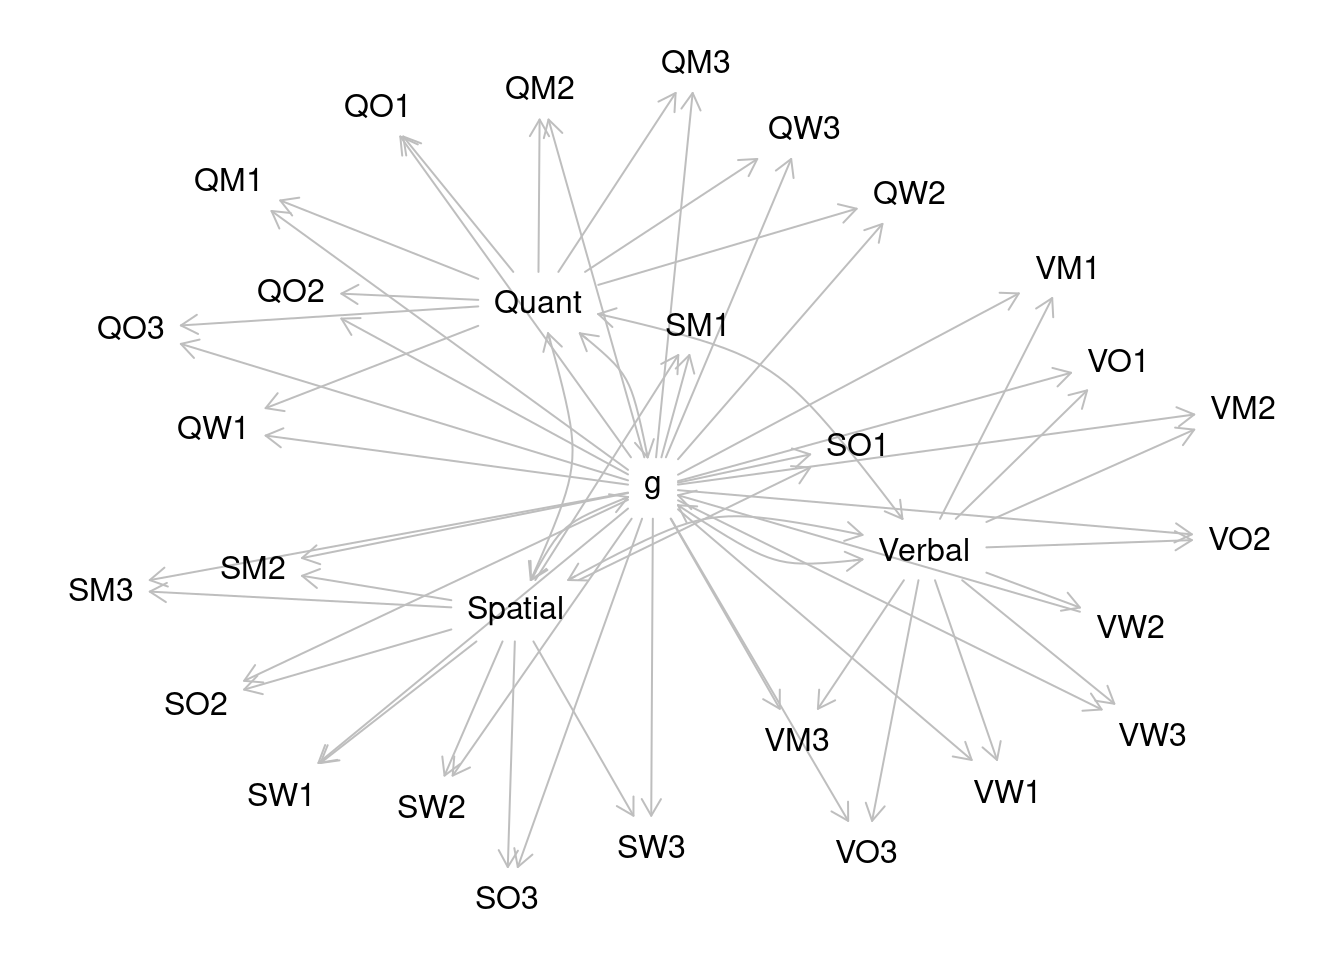 QM3
QM2
QO1
QW3
QM1
QW2
VM1
QO2
Quant
SM1
QO3
VO1
VM2
QW1
SO1
g
VO2
Verbal
SM2
SM3
Spatial
VW2
SO2
VW3
VM3
VW1
SW1
SW2
SW3
VO3
SO3